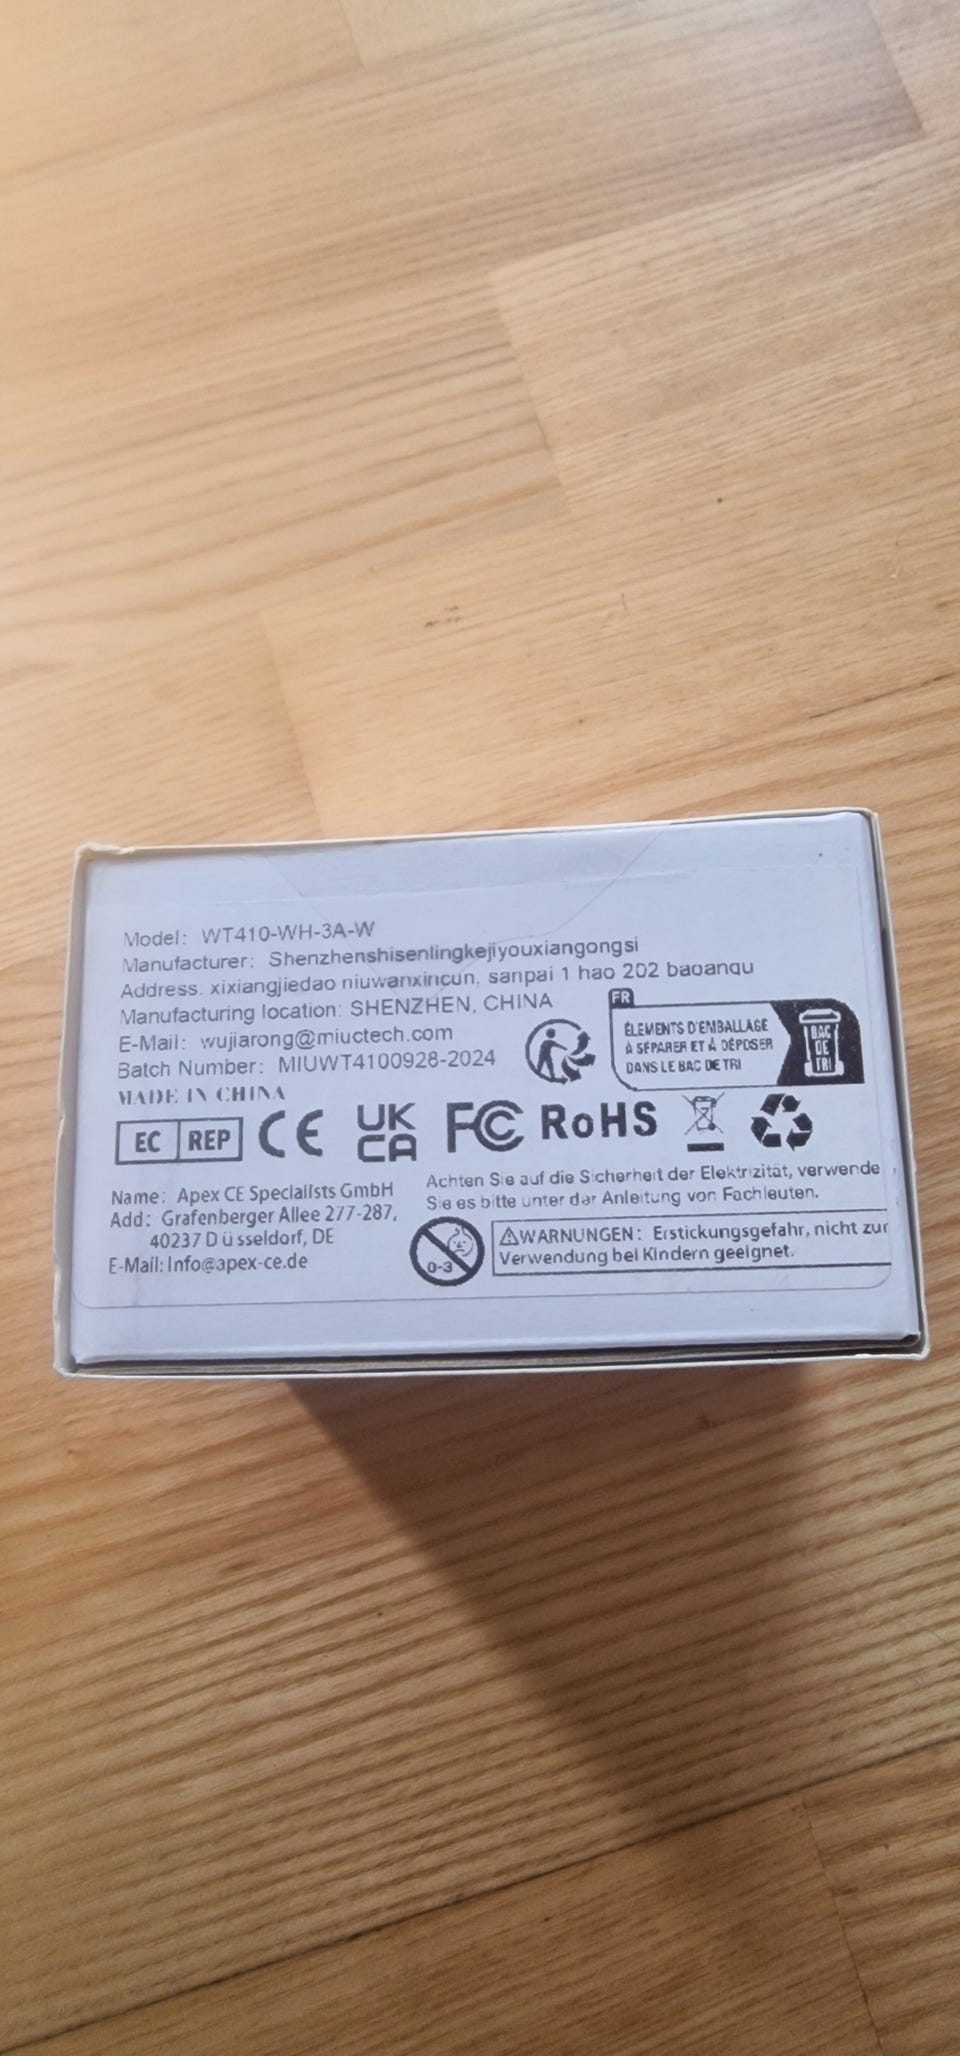 Model: WT410-WH-3A-W
Manufacturer: Shenzhenshisenlingkejiyouxiangongsi
Address. xixiangjiedao niuwanxincun, sanpai 1 hao 202 baoanqu
Manufacturing location: SHENZHEN, CHINA
E-Mail: wujiarong@miuctech.com
Batch Number: MIUWT4100928-2024
MADE IN CHINA
FR
ÉLEMENTS D'EMBALLAGE
À SÉPARER ET À DÉPOSER
DANS LE BAC DE TRI
BAC
DE
TRI
EC REP CE UK CA FC RoHS
Name: Apex CE Specialists GmbH
Add: Grafenberger Allee 277-287,
40237 D ü sseldorf, DE
E-Mail: Info@apex-ce.de
Achten Sie auf die Sicherheit der Elektrizität, verwende
Sie es bitte unter der Anleitung von Fachleuten.
0-3
⚠WARNUNGEN: Erstickungsgefahr, nicht zur
Verwendung bei Kindern geeignet.